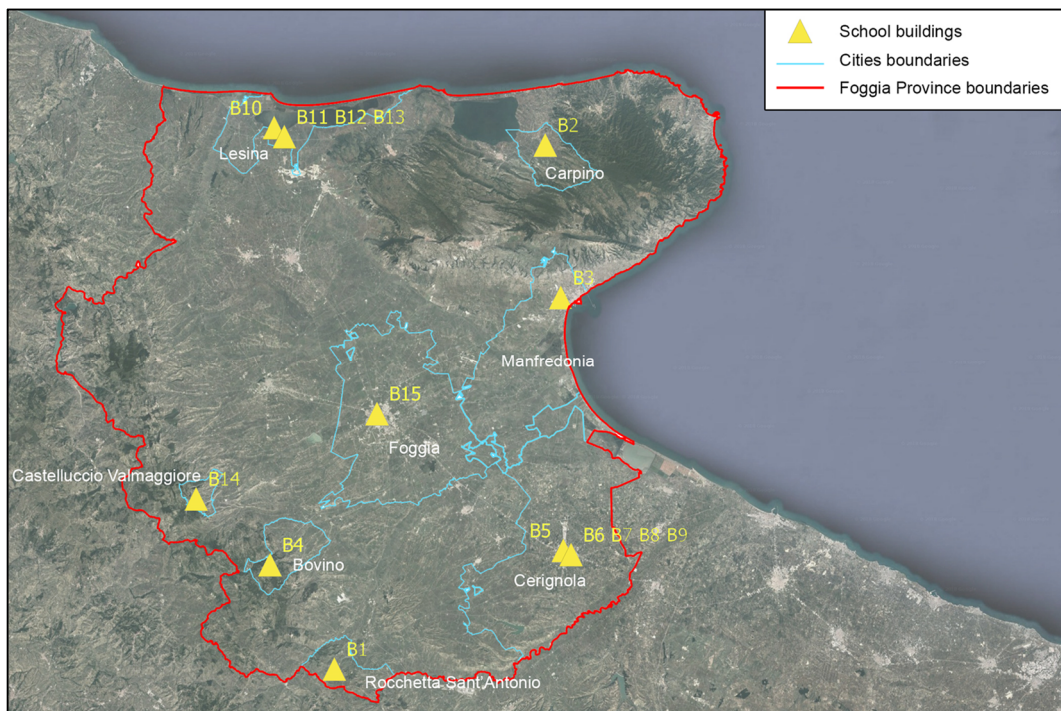 School buildings
Cities boundaries
Foggia Province boundaries
B10
B11 B12 B13
Lesina
B2
Carpino
B3
Manfredonia
B15
Foggia
Castelluccio Valmaggiore
B14
B4
Bovino
B5
B6 B7 B8 B9
Cerignola
B1
Rocchetta Sant'Antonio